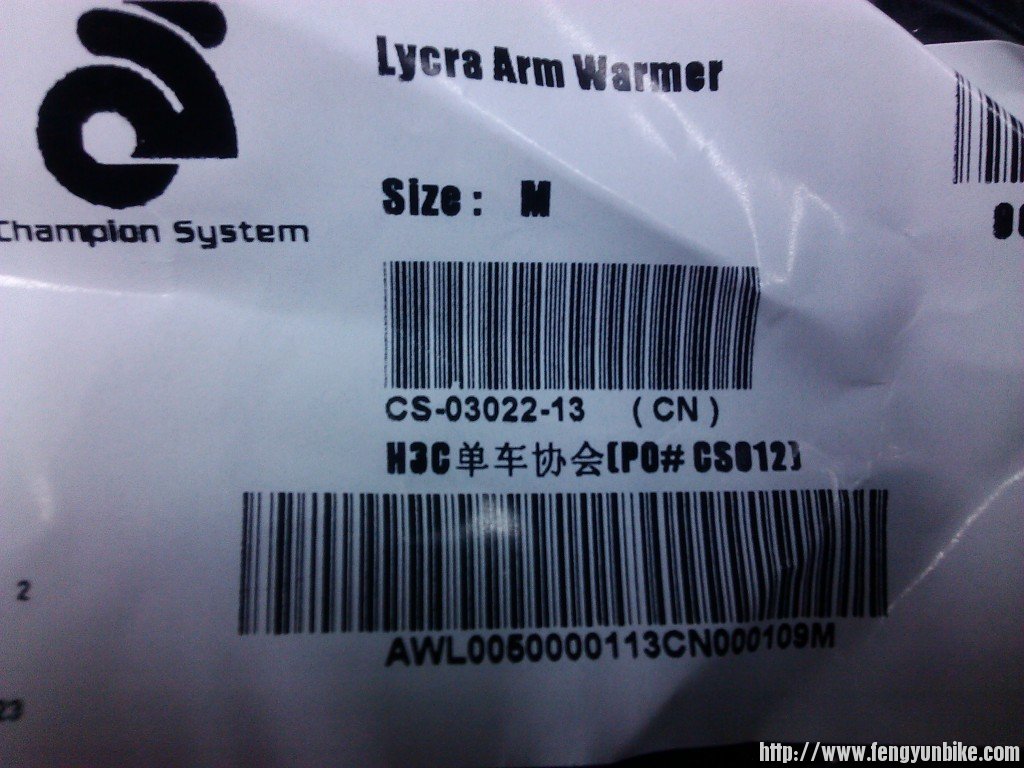 Lycra Arm Warmer
Size : M
Champion System
CS-03022-13 (CN)
H3C单车协会(PO# CS012)
AWL0050000113CN000109M
2
23
http://www.fengyunbike.com